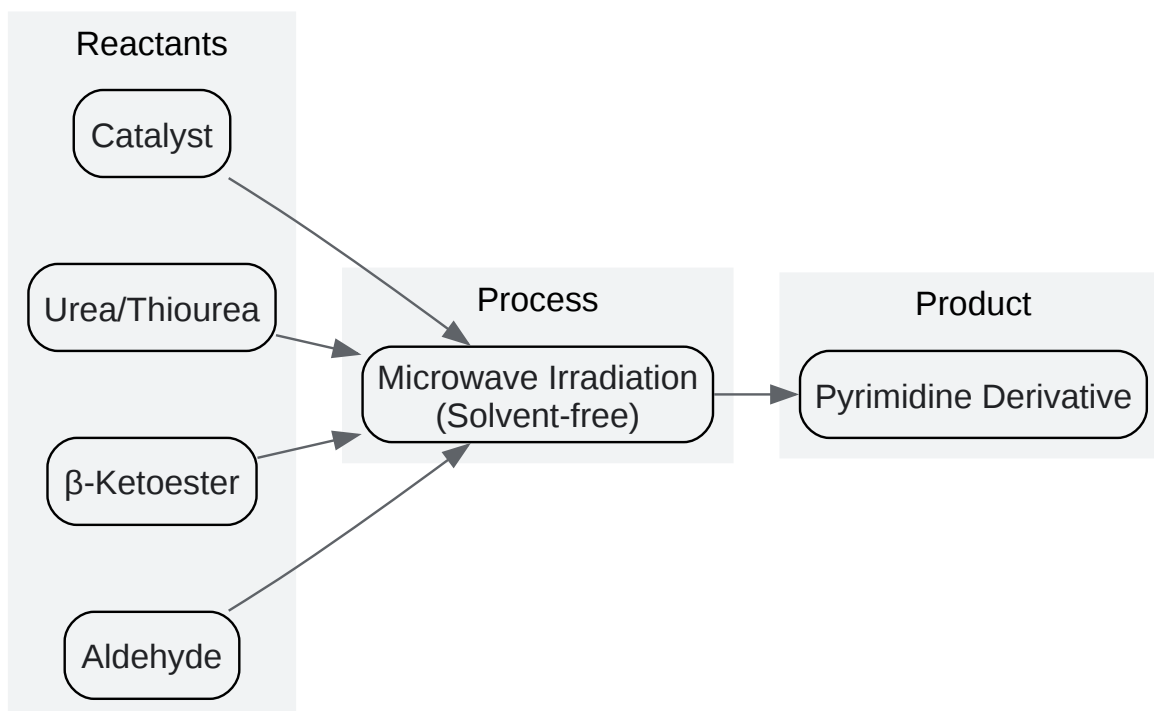 Reactants
Catalyst
Urea/Thiourea
β-Ketoester
Aldehyde
Process
Microwave Irradiation
(Solvent-free)
Product
Pyrimidine Derivative